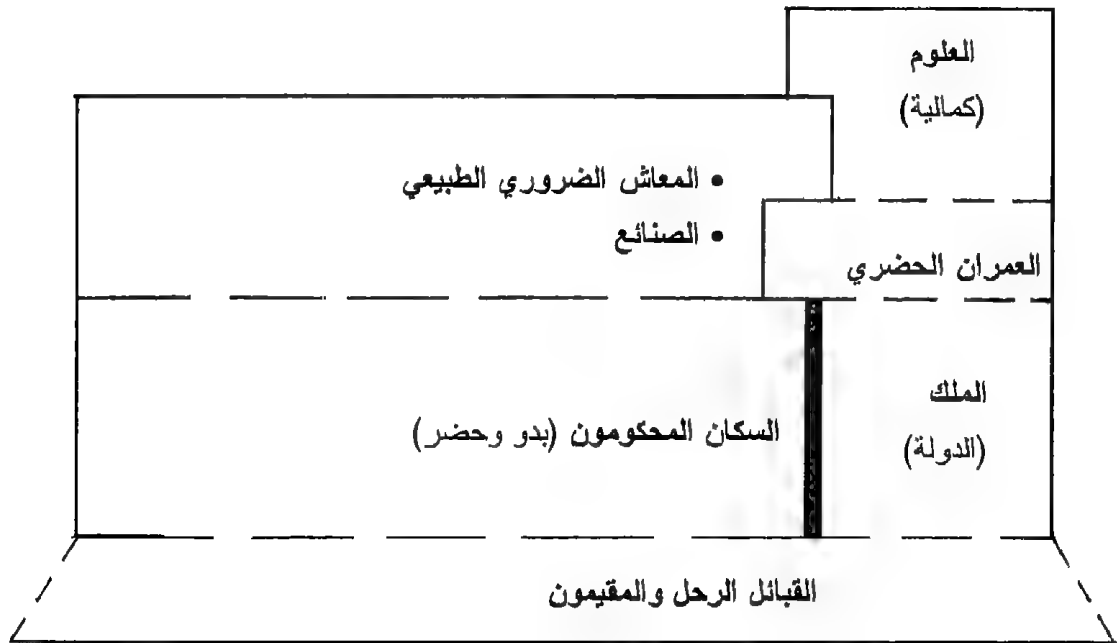 العلوم
(كمالية)
• المعاش الضروري الطبيعي
• الصنائع
العمران الحضري
الملك
(الدولة)
السكان المحكومون (بدو وحضر)
القبائل الرحل والمقيمون